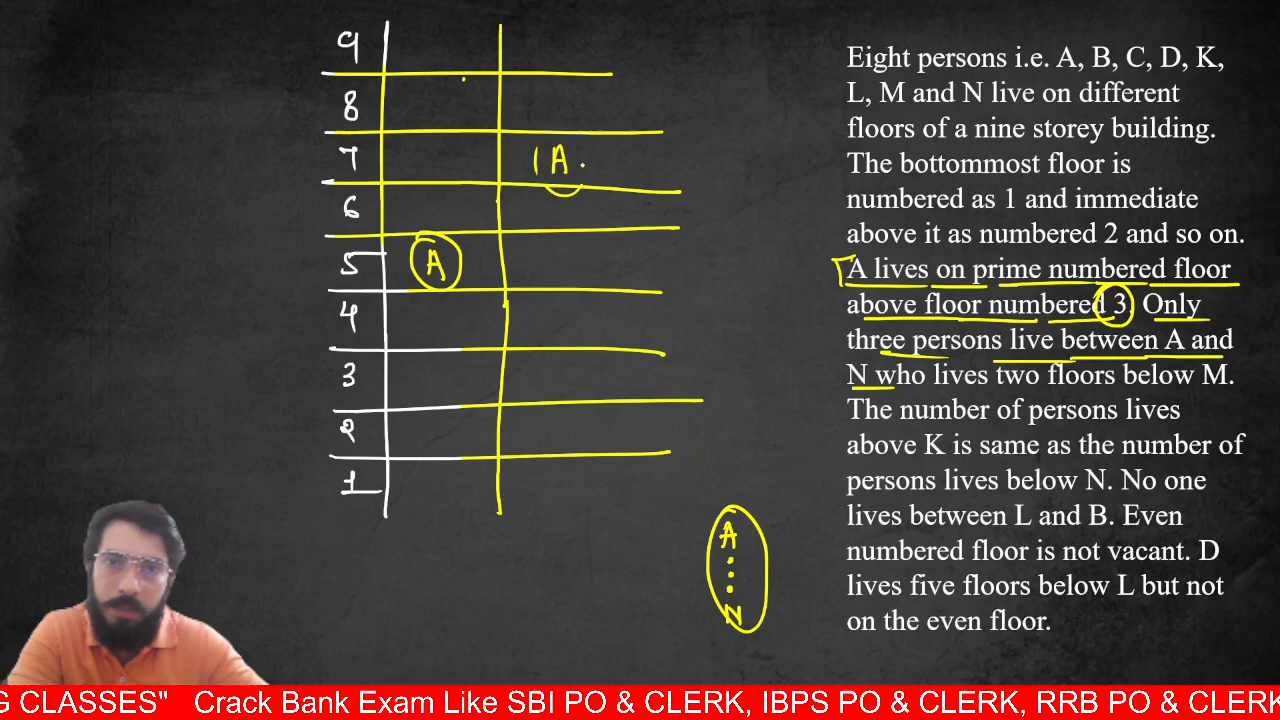 9
8
7 A
6
5 A
4
3
2
1
A
N
Eight persons i.e. A, B, C, D, K,
L, M and N live on different
floors of a nine storey building.
The bottommost floor is
numbered as 1 and immediate
above it as numbered 2 and so on.
A lives on prime numbered floor
above floor numbered 3. Only
three persons live between A and
N who lives two floors below M.
The number of persons lives
above K is same as the number of
persons lives below N. No one
lives between L and B. Even
numbered floor is not vacant. D
lives five floors below L but not
on the even floor.
G CLASSES" Crack Bank Exam Like SBI PO & CLERK, IBPS PO & CLERK, RRB PO & CLERK